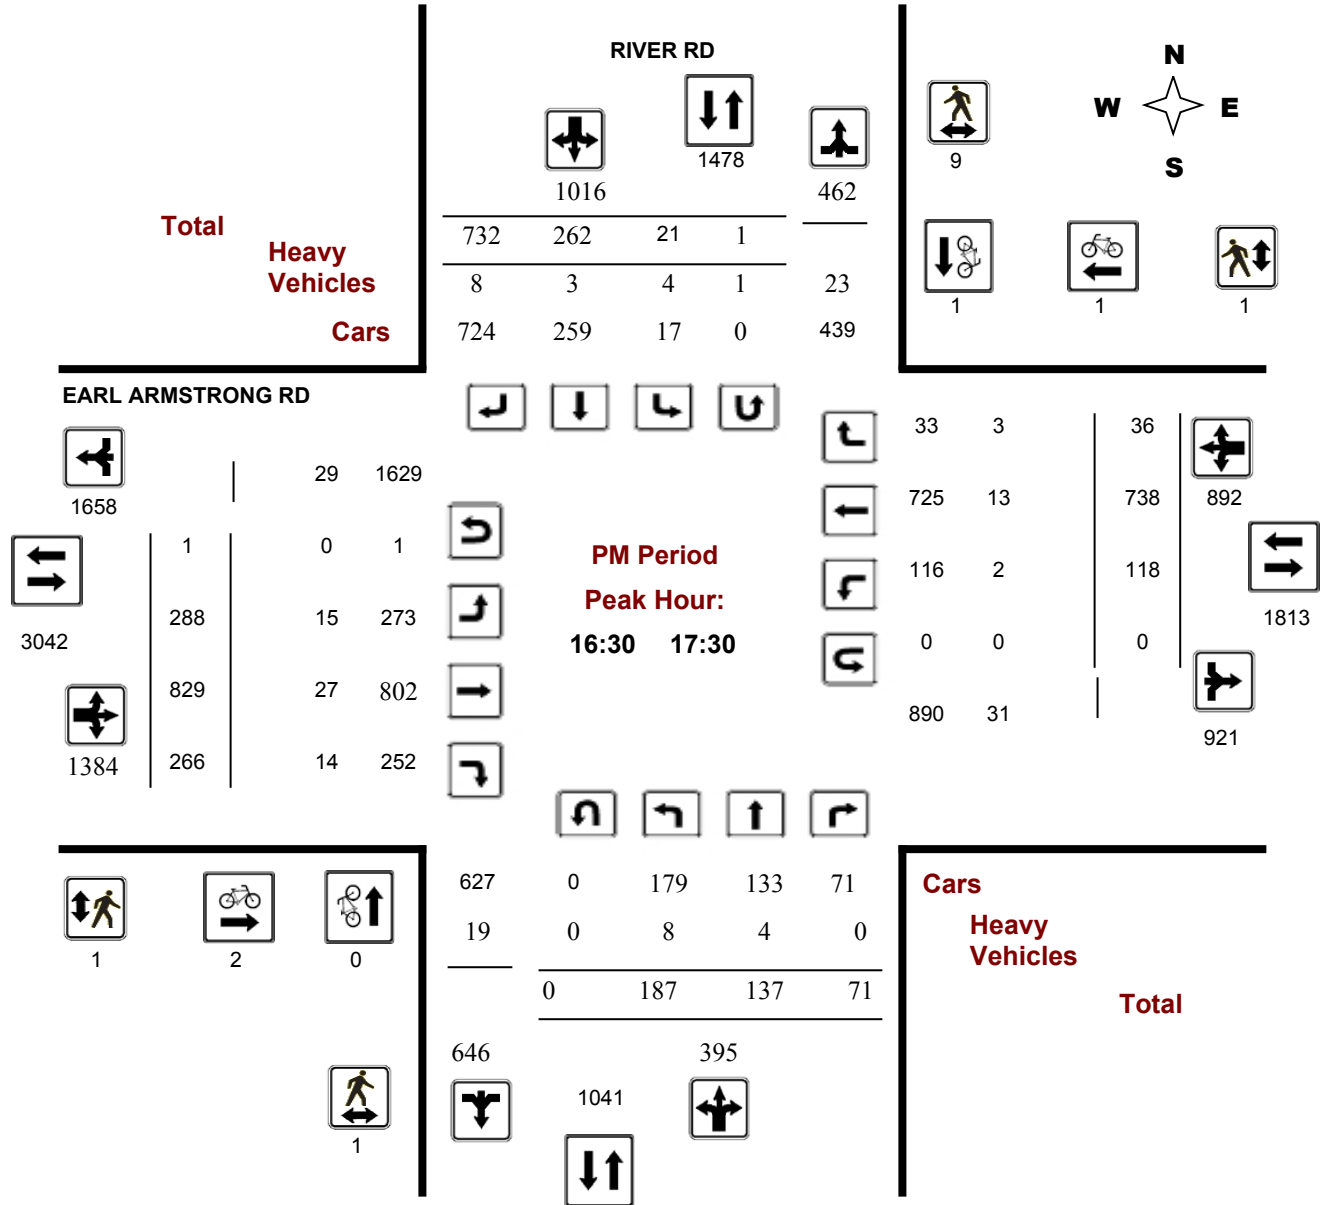 RIVER RD
N
W E
S
1478
9
1016 462
Total
732 262 21 1
Heavy
Vehicles
8 3 4 1 23
Cars
724 259 17 0 439
1 1 1
EARL ARMSTRONG RD
33 3 36
29 1629
1658
725 13 738 892
1 0 1
PM Period
116 2 118
Peak Hour:
288 15 273
1813
3042
16:30 17:30
0 0 0
829 27 802
890 31
921
1384 266 14 252
627 0 179 133 71
Cars
19 0 8 4 0
Heavy
Vehicles
1 2 0
0 187 137 71
Total
646 395
1041
1